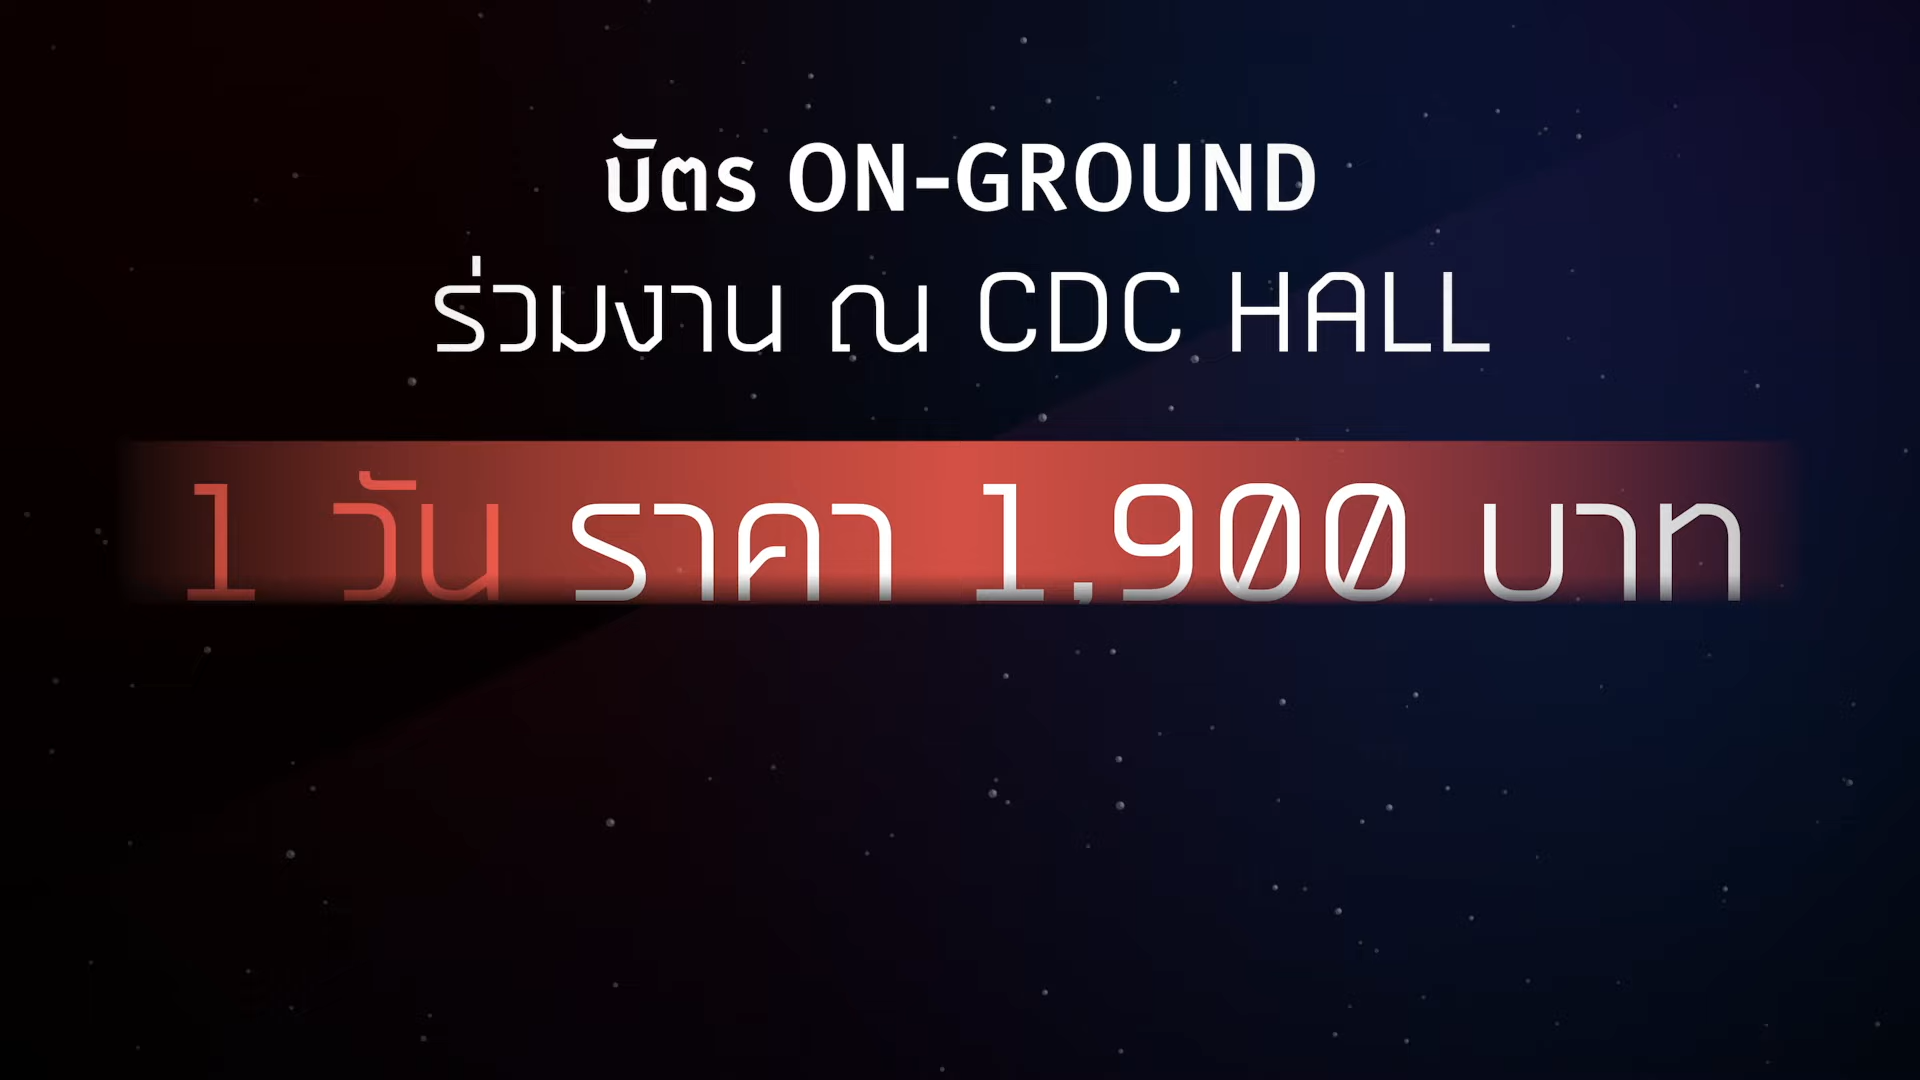 บัตร ON-GROUND
ร่วมงาน ณ CDC HALL
1 วัน ราคา 1,900 บาท